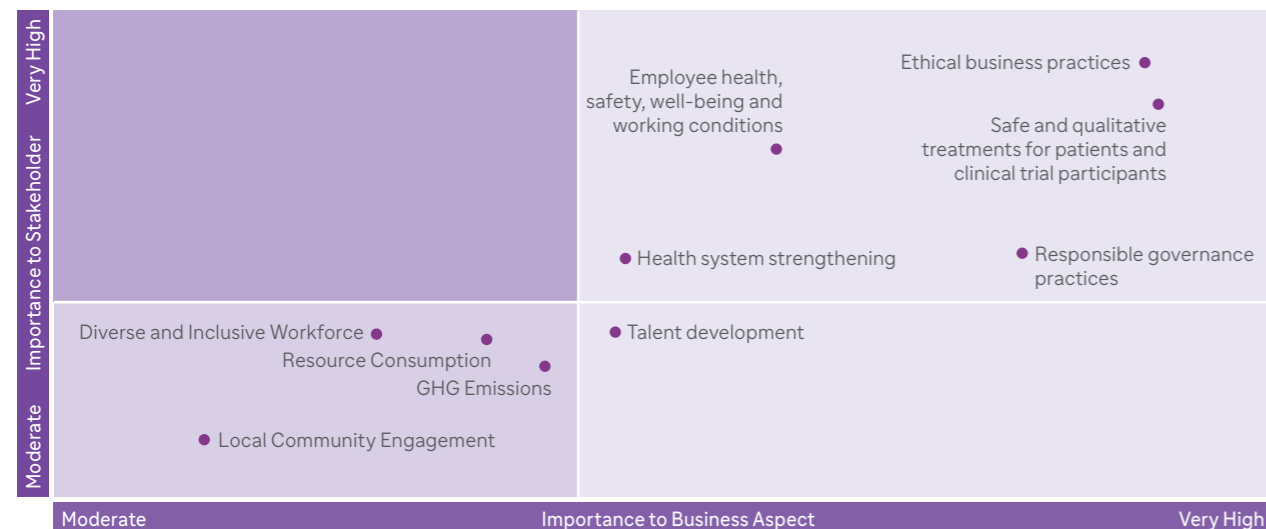 Very High
Importance to Stakeholder
Moderate
Employee health,
safety, well-being and
working conditions
Ethical business practices
Safe and qualitative
treatments for patients and
clinical trial participants
Health system strengthening
Responsible governance
practices
Diverse and Inclusive Workforce
Resource Consumption
GHG Emissions
Talent development
Local Community Engagement
Moderate
Importance to Business Aspect
Very High